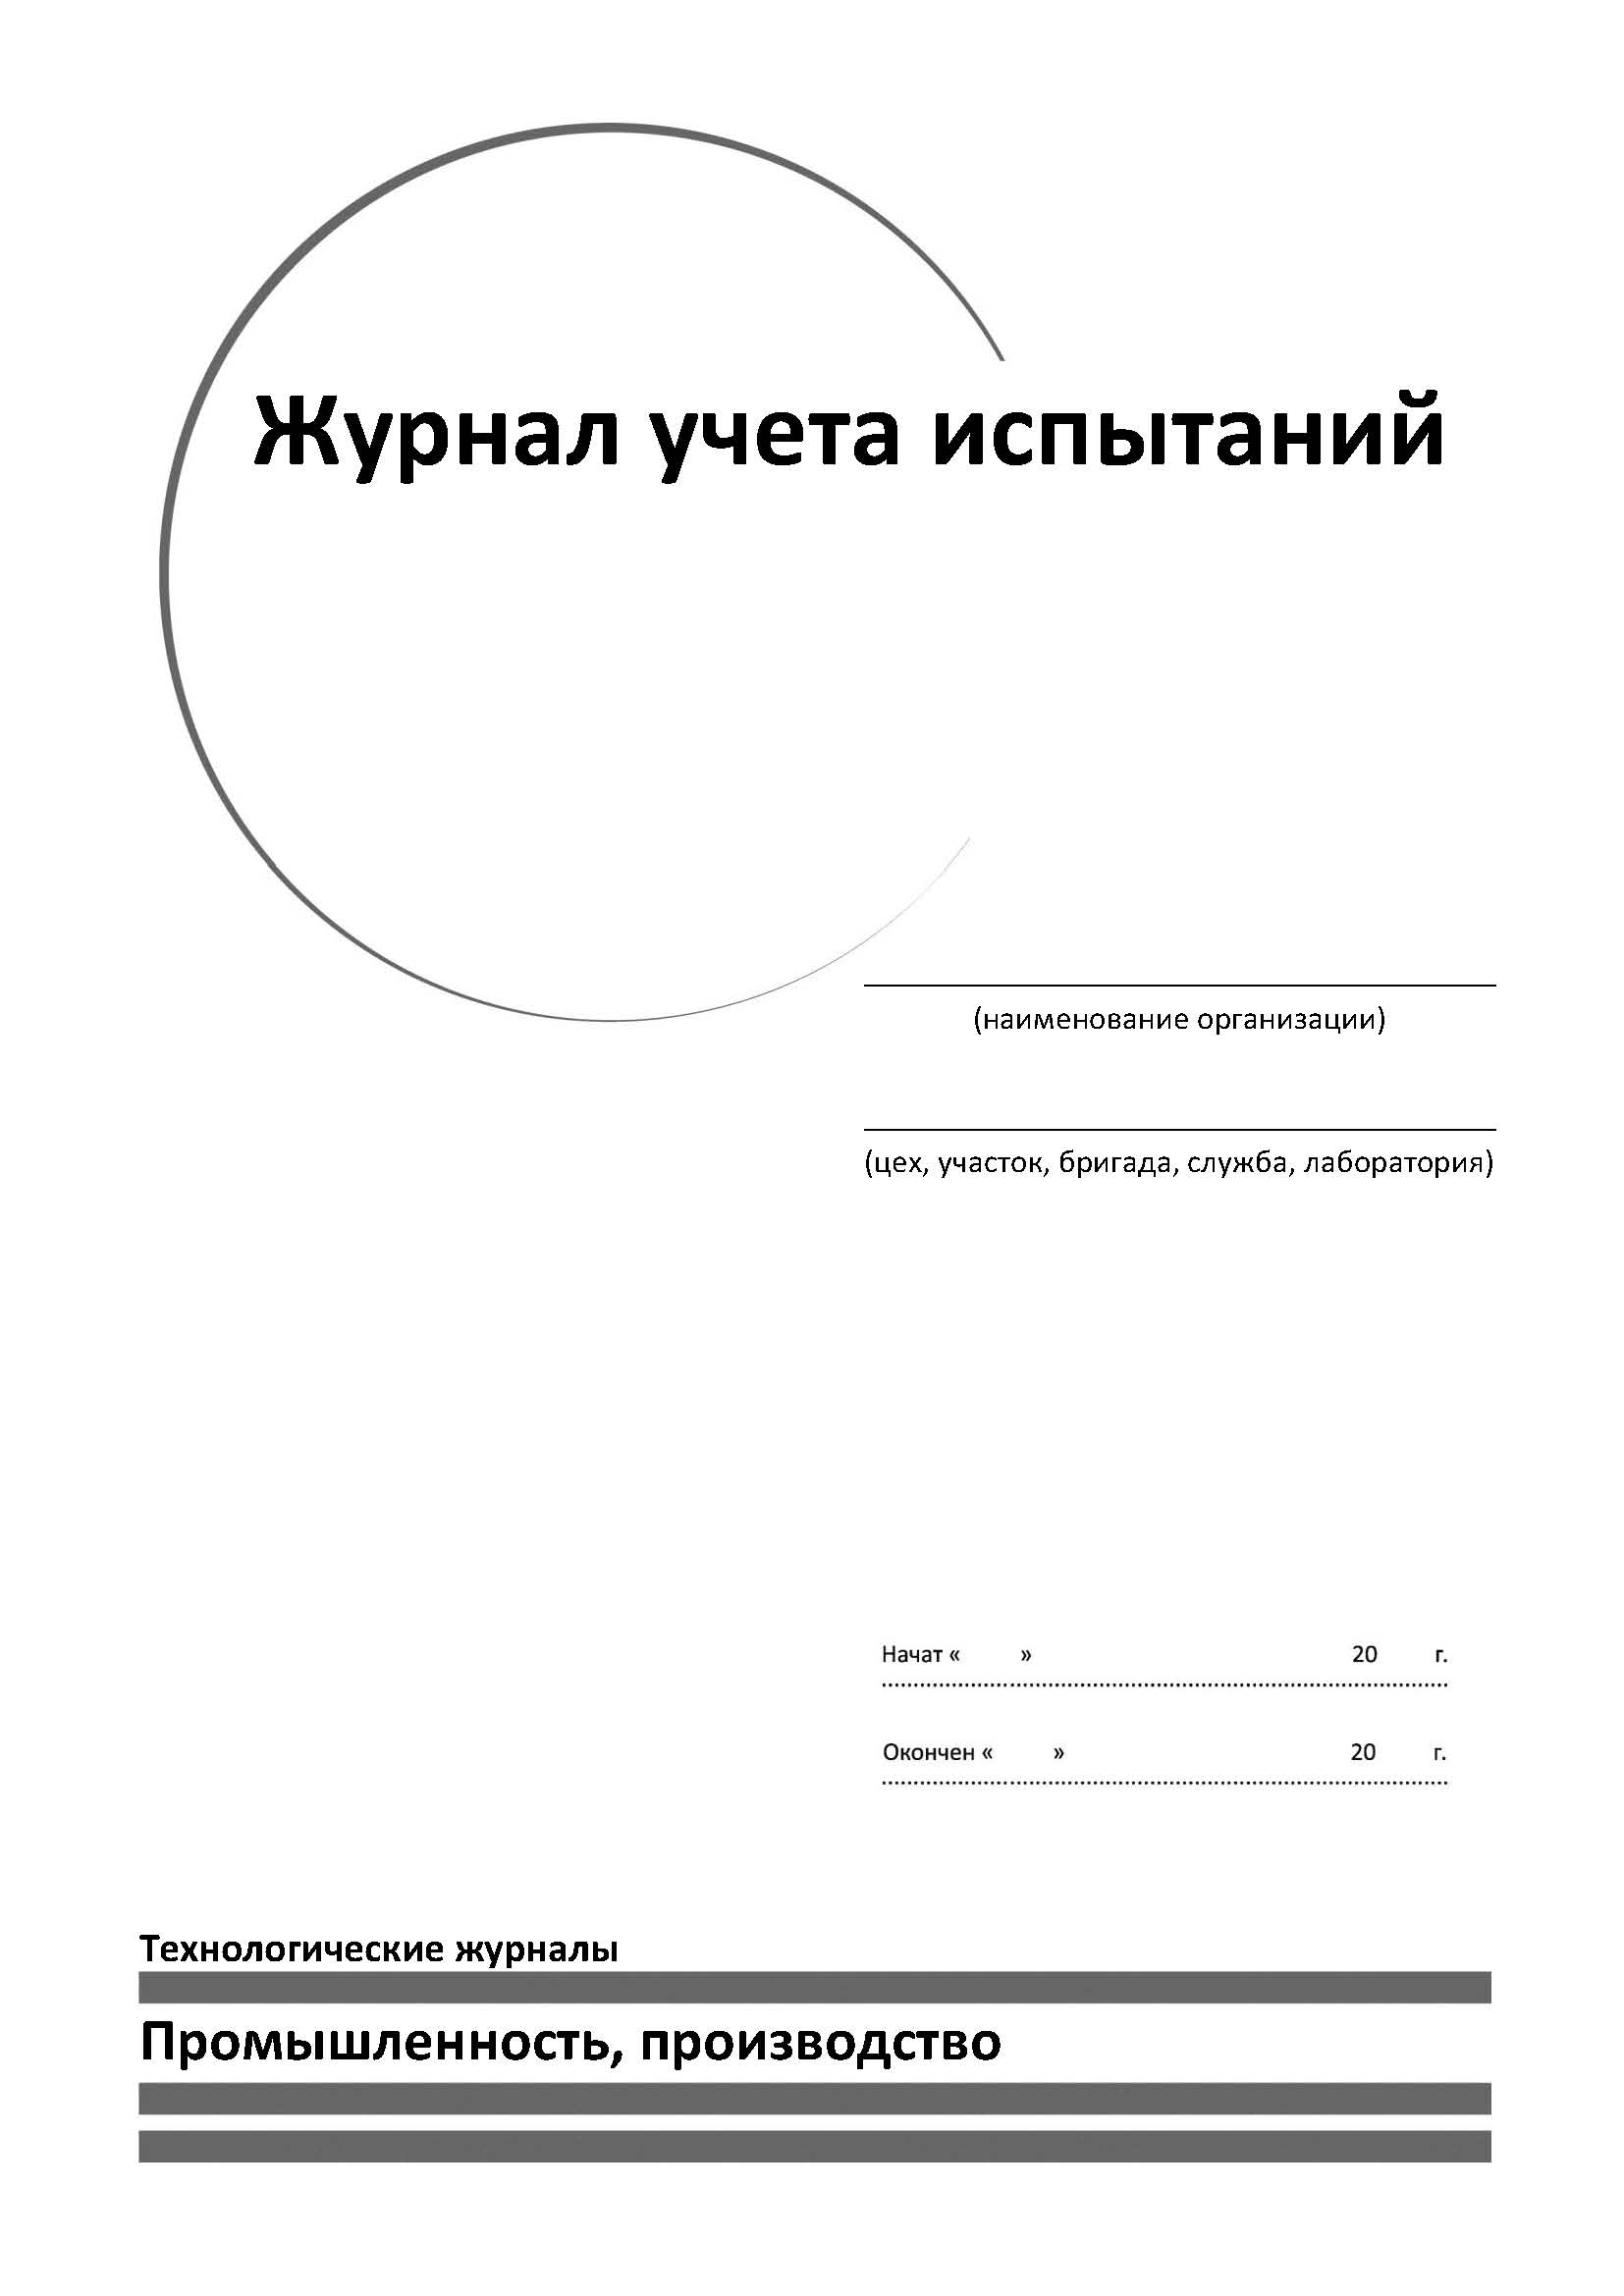 Журнал учета испытаний
(наименование организации)
(цех, участок, бригада, служба, лаборатория)
Начат « » 20 г.
Окончен « » 20 г.
Технологические журналы
Промышленность, производство